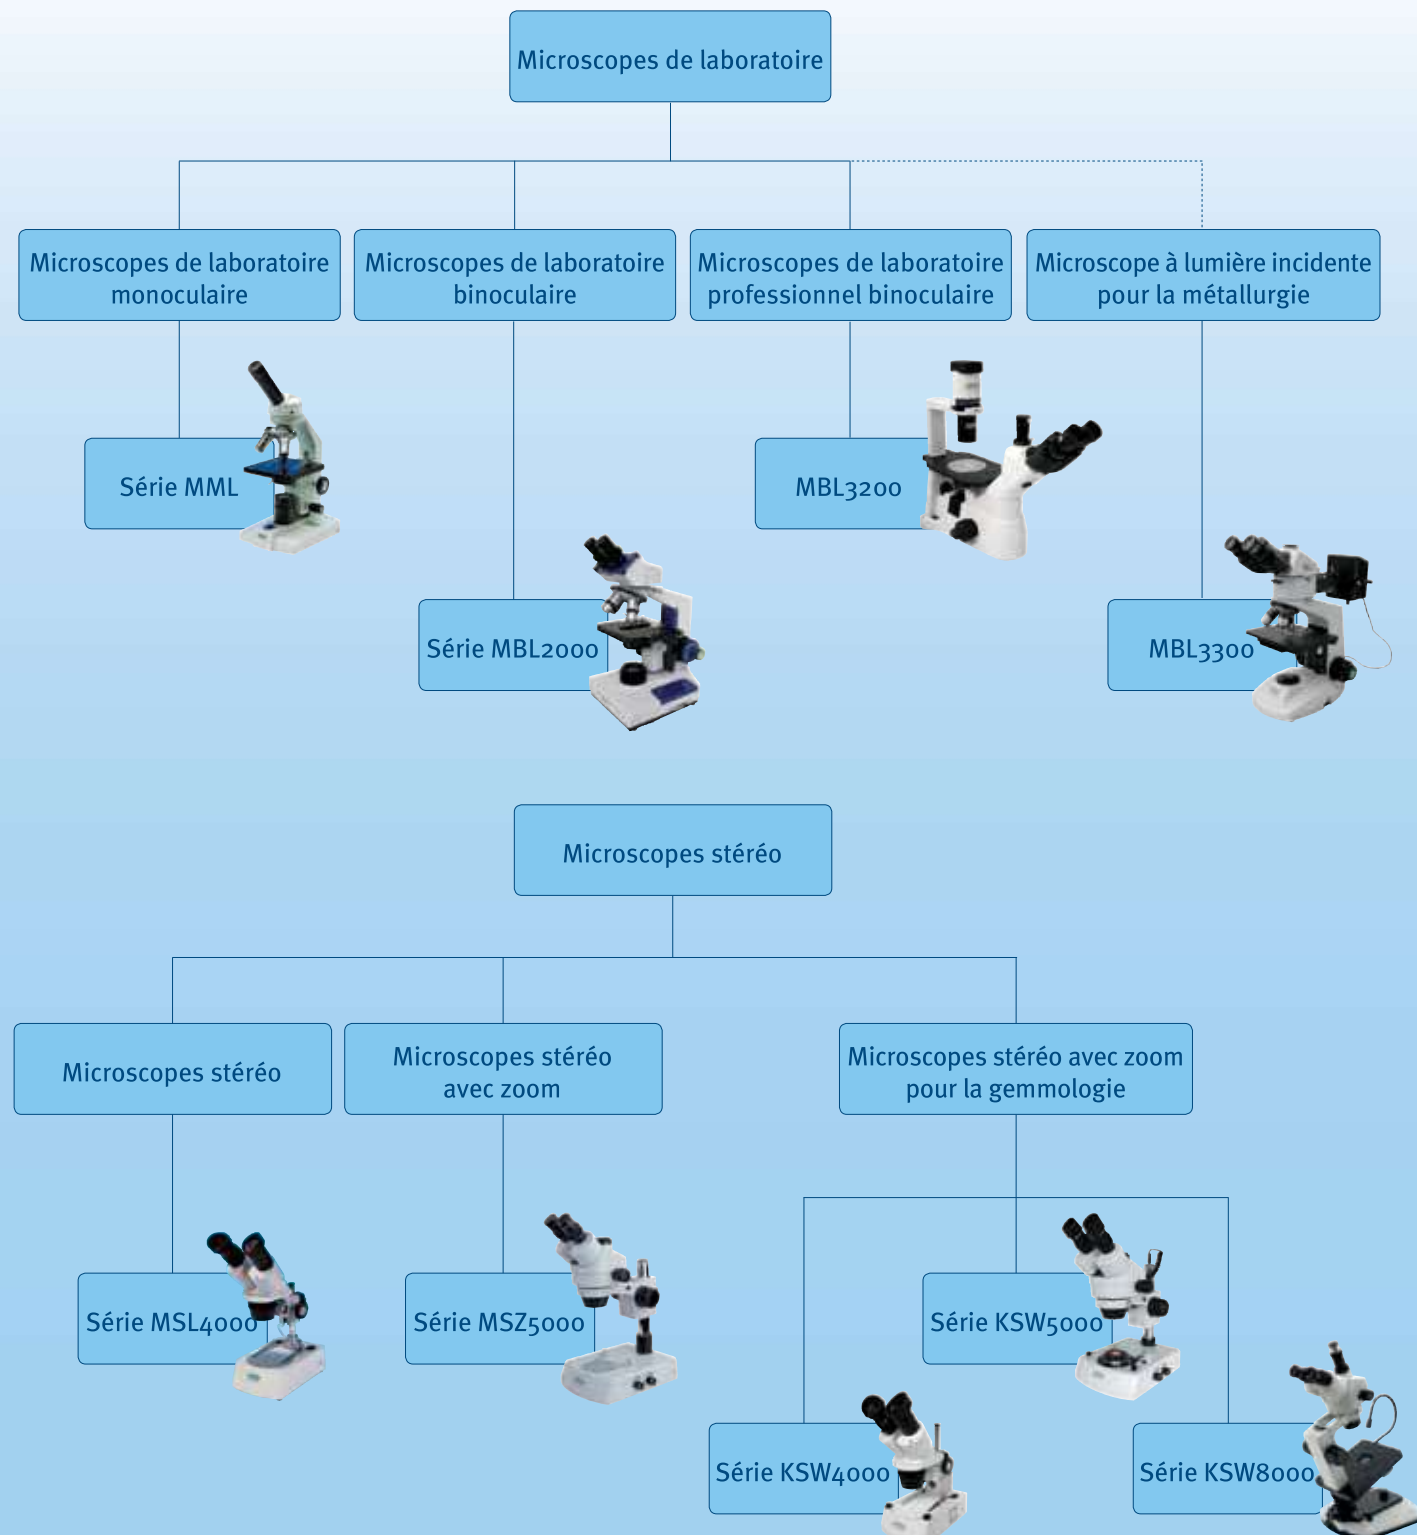 Microscopes de laboratoire
Microscopes de laboratoire
monoculaire
Microscopes de laboratoire
binoculaire
Microscopes de laboratoire
professionnel binoculaire
Microscope à lumière incidente
pour la métallurgie
Série MML
MBL3200
Série MBL2000
MBL3300
Microscopes stéréo
Microscopes stéréo
Microscopes stéréo
avec zoom
Microscopes stéréo avec zoom
pour la gemmologie
Série MSL4000
Série MSZ5000
Série KSW5000
Série KSW4000
Série KSW8000